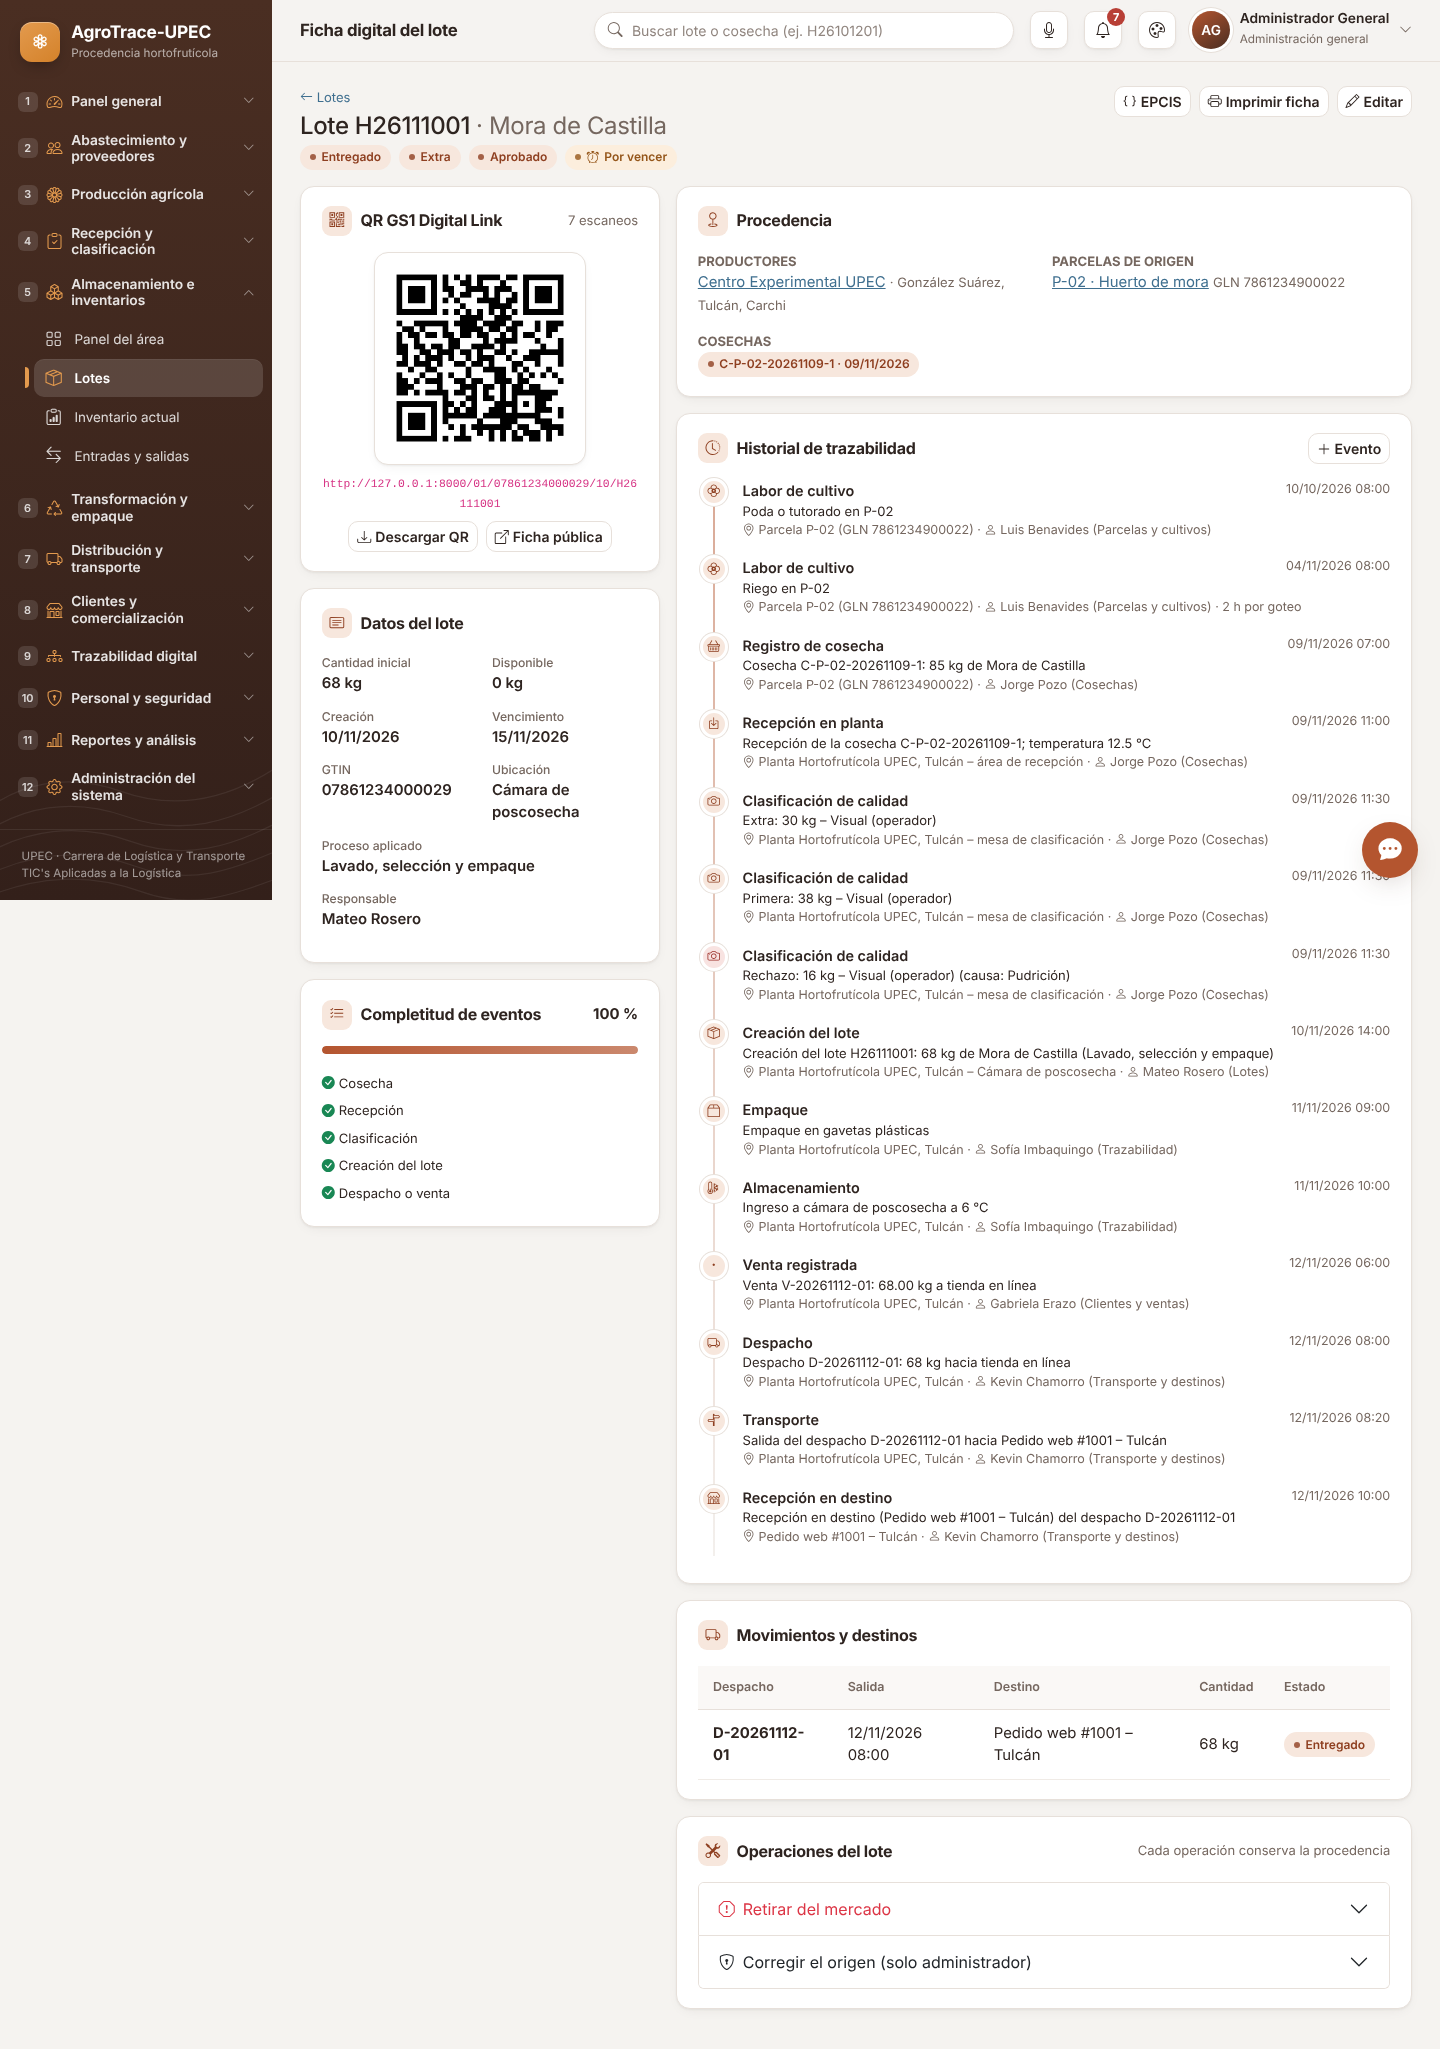 AgroTrace-UPEC
Procedencia hortofrutícola
1 Panel general
2 Abastecimiento y
proveedores
3 Producción agrícola
4 Recepción y
clasificación
5 Almacenamiento e
inventarios
Panel del área
Lotes
Inventario actual
Entradas y salidas
6 Transformación y
empaque
7 Distribución y
transporte
8 Clientes y
comercialización
9 Trazabilidad digital
10 Personal y seguridad
11 Reportes y análisis
12 Administración del
sistema
UPEC · Carrera de Logística y Transporte
TIC's Aplicadas a la Logística
Ficha digital del lote
Buscar lote o cosecha (ej. H26101201)
7
AG
Administrador General
Administración general
← Lotes
Lote H26111001 · Mora de Castilla
Entregado
Extra
Aprobado
Por vencer
{ } EPCIS
Imprimir ficha
Editar
QR GS1 Digital Link
7 escaneos
http://127.0.0.1:8000/01/07861234000029/10/H26
111001
Descargar QR
Ficha pública
Datos del lote
Cantidad inicial
68 kg
Disponible
0 kg
Creación
10/11/2026
Vencimiento
15/11/2026
GTIN
07861234000029
Ubicación
Cámara de
poscosecha
Proceso aplicado
Lavado, selección y empaque
Responsable
Mateo Rosero
Completitud de eventos
100 %
Cosecha
Recepción
Clasificación
Creación del lote
Despacho o venta
Procedencia
PRODUCTORES
Centro Experimental UPEC · González Suárez,
Tulcán, Carchi
PARCELAS DE ORIGEN
P-02 · Huerto de mora GLN 7861234900022
COSECHAS
C-P-02-20261109-1 · 09/11/2026
Historial de trazabilidad
+ Evento
Labor de cultivo
10/10/2026 08:00
Poda o tutorado en P-02
Parcela P-02 (GLN 7861234900022) · Luis Benavides (Parcelas y cultivos)
Labor de cultivo
04/11/2026 08:00
Riego en P-02
Parcela P-02 (GLN 7861234900022) · Luis Benavides (Parcelas y cultivos) · 2 h por goteo
Registro de cosecha
09/11/2026 07:00
Cosecha C-P-02-20261109-1: 85 kg de Mora de Castilla
Parcela P-02 (GLN 7861234900022) · Jorge Pozo (Cosechas)
Recepción en planta
09/11/2026 11:00
Recepción de la cosecha C-P-02-20261109-1; temperatura 12.5 °C
Planta Hortofrutícola UPEC, Tulcán – área de recepción · Jorge Pozo (Cosechas)
Clasificación de calidad
09/11/2026 11:30
Extra: 30 kg – Visual (operador)
Planta Hortofrutícola UPEC, Tulcán – mesa de clasificación · Jorge Pozo (Cosechas)
Clasificación de calidad
09/11/2026 11:30
Primera: 38 kg – Visual (operador)
Planta Hortofrutícola UPEC, Tulcán – mesa de clasificación · Jorge Pozo (Cosechas)
Clasificación de calidad
09/11/2026 11:30
Rechazo: 16 kg – Visual (operador) (causa: Pudrición)
Planta Hortofrutícola UPEC, Tulcán – mesa de clasificación · Jorge Pozo (Cosechas)
Creación del lote
10/11/2026 14:00
Creación del lote H26111001: 68 kg de Mora de Castilla (Lavado, selección y empaque)
Planta Hortofrutícola UPEC, Tulcán – Cámara de poscosecha · Mateo Rosero (Lotes)
Empaque
11/11/2026 09:00
Empaque en gavetas plásticas
Planta Hortofrutícola UPEC, Tulcán · Sofía Imbaquingo (Trazabilidad)
Almacenamiento
11/11/2026 10:00
Ingreso a cámara de poscosecha a 6 °C
Planta Hortofrutícola UPEC, Tulcán · Sofía Imbaquingo (Trazabilidad)
Venta registrada
12/11/2026 06:00
Venta V-20261112-01: 68.00 kg a tienda en línea
Planta Hortofrutícola UPEC, Tulcán · Gabriela Erazo (Clientes y ventas)
Despacho
12/11/2026 08:00
Despacho D-20261112-01: 68 kg hacia tienda en línea
Planta Hortofrutícola UPEC, Tulcán · Kevin Chamorro (Transporte y destinos)
Transporte
12/11/2026 08:20
Salida del despacho D-20261112-01 hacia Pedido web #1001 – Tulcán
Planta Hortofrutícola UPEC, Tulcán · Kevin Chamorro (Transporte y destinos)
Recepción en destino
12/11/2026 10:00
Recepción en destino (Pedido web #1001 – Tulcán) del despacho D-20261112-01
Pedido web #1001 – Tulcán · Kevin Chamorro (Transporte y destinos)
Movimientos y destinos
Despacho Salida Destino Cantidad Estado
D-20261112-
01
12/11/2026
08:00
Pedido web #1001 –
Tulcán
68 kg
Entregado
Operaciones del lote
Cada operación conserva la procedencia
Retirar del mercado
Corregir el origen (solo administrador)